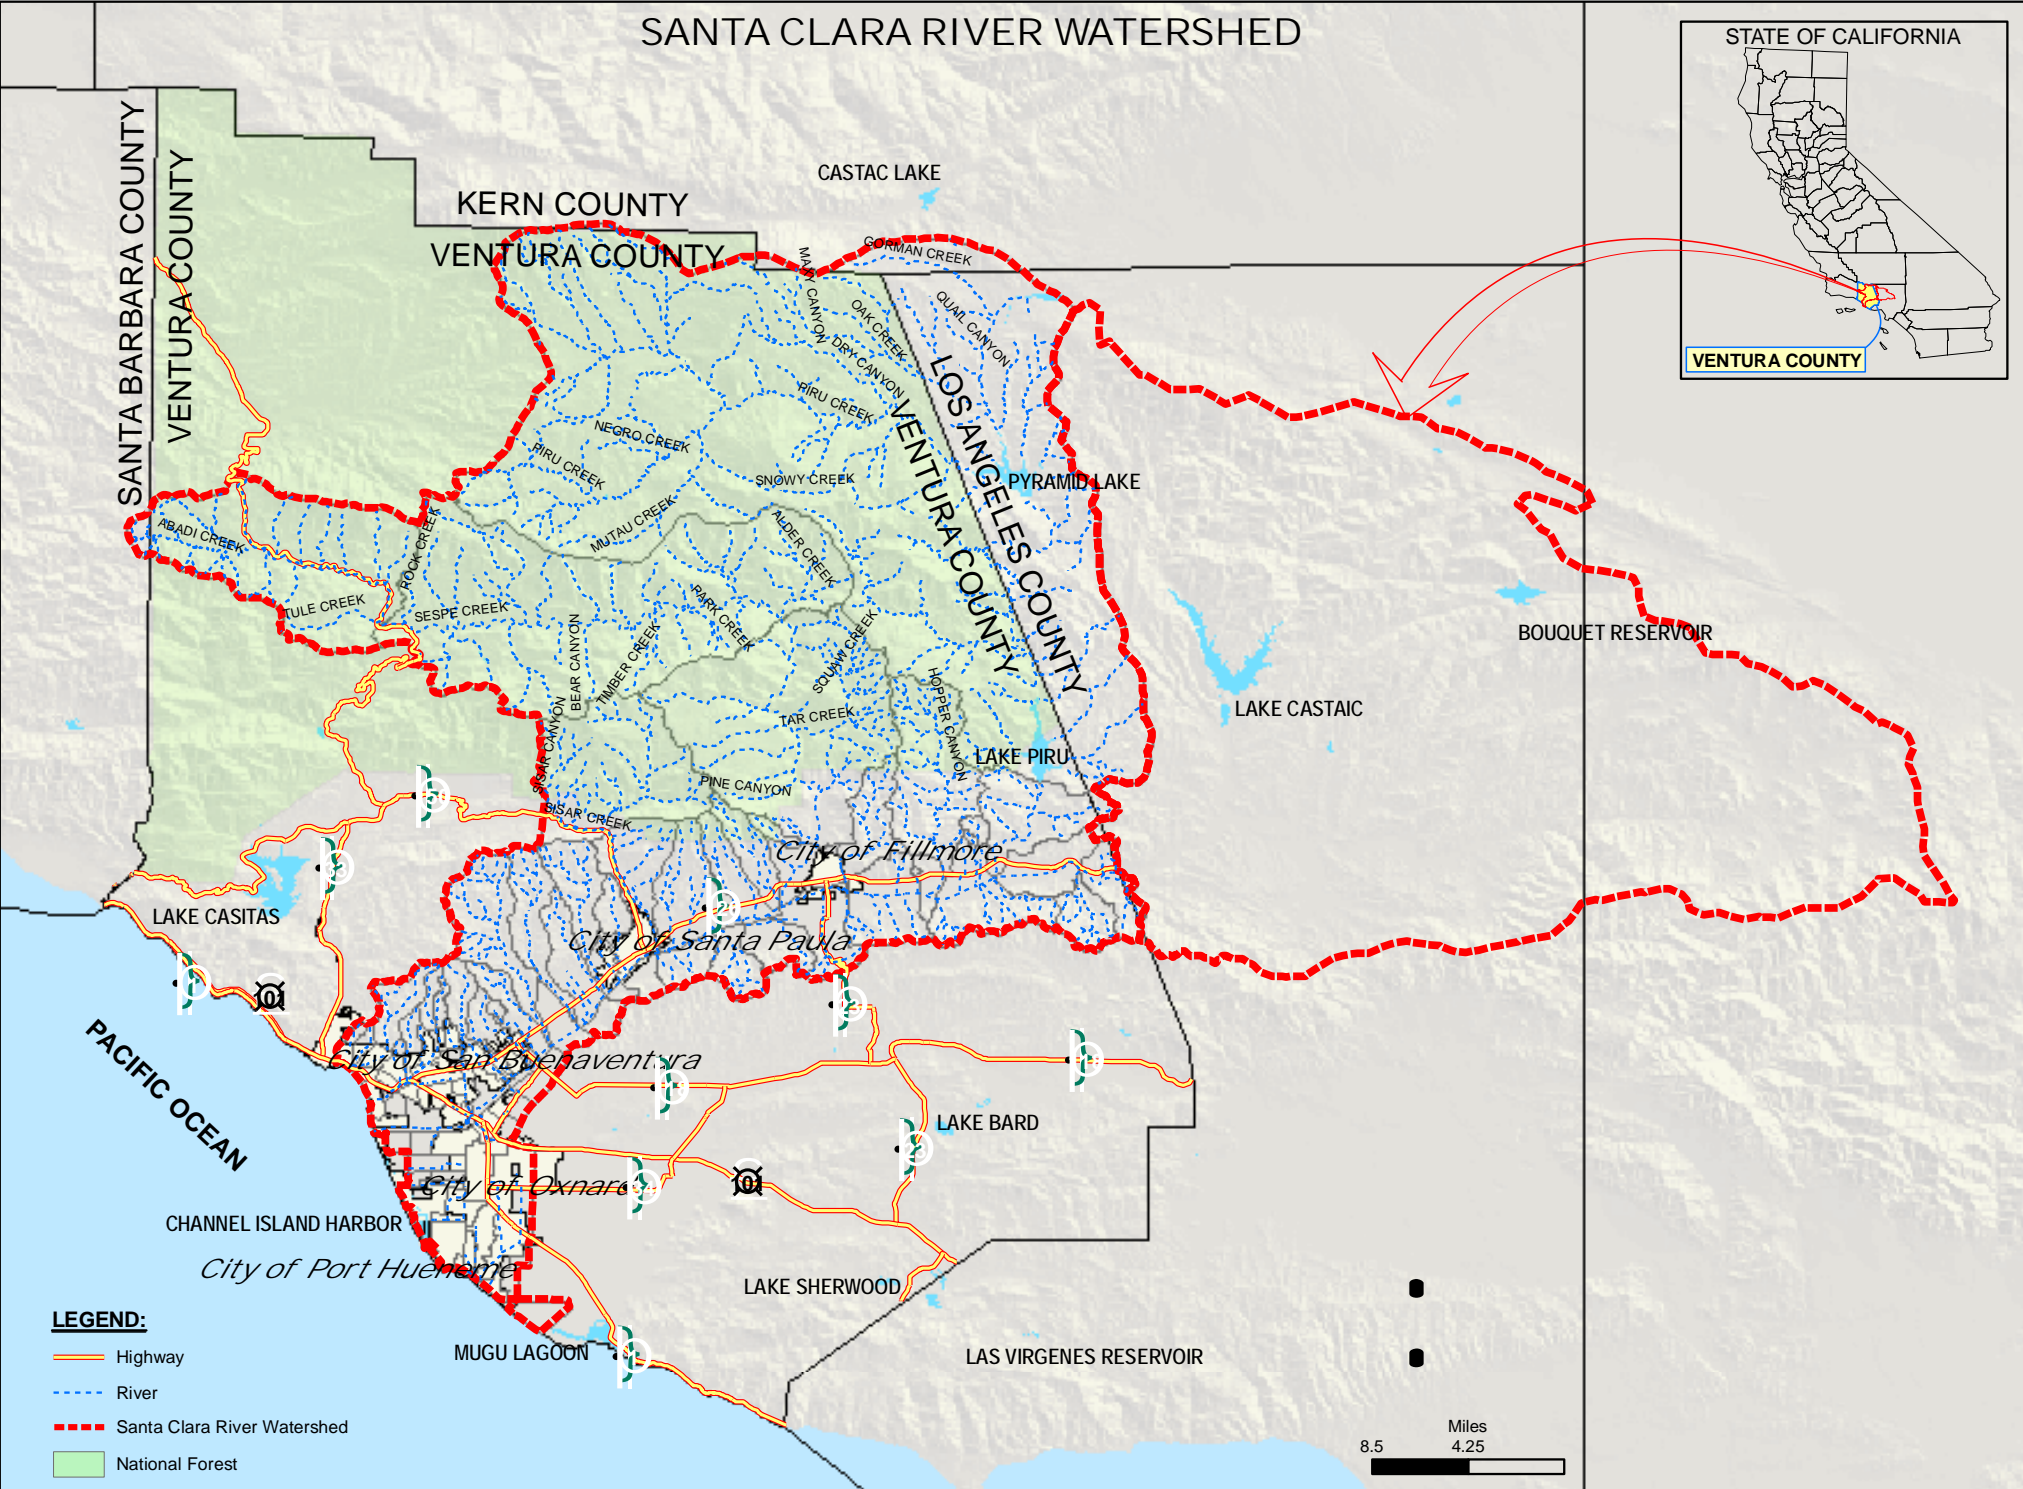 SANTA CLARA RIVER WATERSHED
STATE OF CALIFORNIA
VENTURA COUNTY
SANTA BARBARA COUNTY
VENTURA COUNTY
KERN COUNTY
VENTURA COUNTY
CASTAC LAKE
GORMAN CREEK
MARY CANYON
OAK CREEK
QUAIL CANYON
DRY CANYON
PIRU CREEK
LOS ANGELES COUNTY
VENTURA COUNTY
NEGRO CREEK
PIRU CREEK
SNOWY CREEK
PYRAMID LAKE
MUTAU CREEK
ALDER CREEK
ABADI CREEK
ROCK CREEK
TULE CREEK
SESPE CREEK
PARK CREEK
BEAR CANYON
TIMBER CREEK
SQUAW CREEK
BOUQUET RESERVOIR
HOPPER CANYON
TAR CREEK
LAKE CASTAIC
SISAR CANYON
LAKE PIRU
PINE CANYON
SISAR CREEK
City of Fillmore
LAKE CASITAS
City of Santa Paula
PACIFIC OCEAN
City of San Buenaventura
LAKE BARD
City of Oxnard
CHANNEL ISLAND HARBOR
City of Port Hueneme
LAKE SHERWOOD
MUGU LAGOON
LAS VIRGENES RESERVOIR
LEGEND:
Highway
River
Santa Clara River Watershed
National Forest
Miles
8.5 4.25